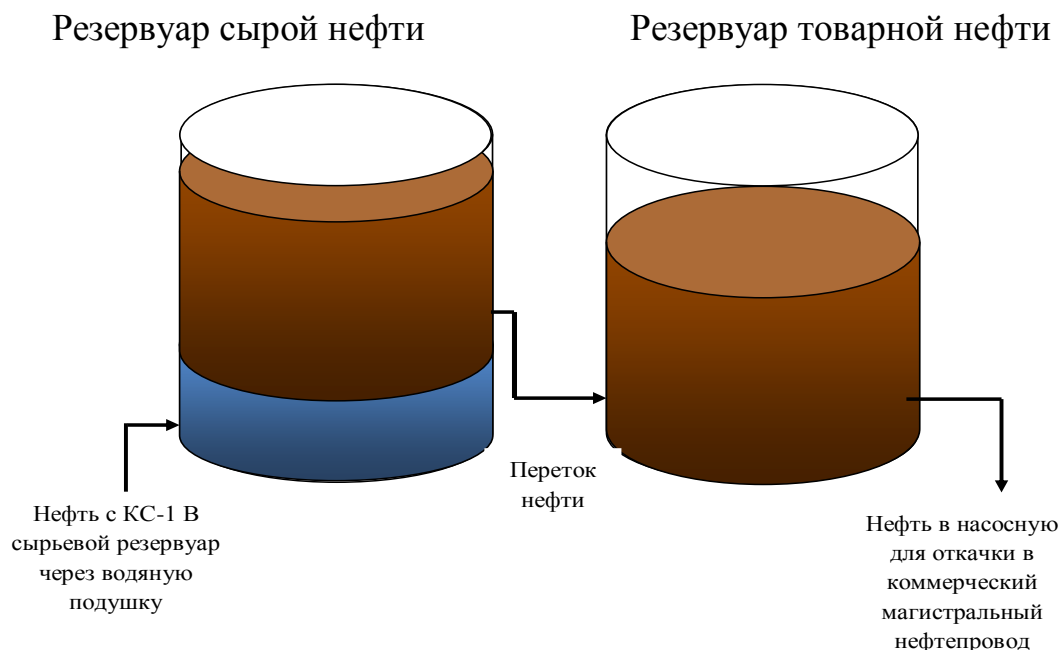 Резервуар сырой нефти
Резервуар товарной нефти
Переток
нефти
Нефть с КС-1 В
сырьевой резервуар
через водяную
подушку
Нефть в насосную
для откачки в
коммерческий
магистральный
нефтепровод